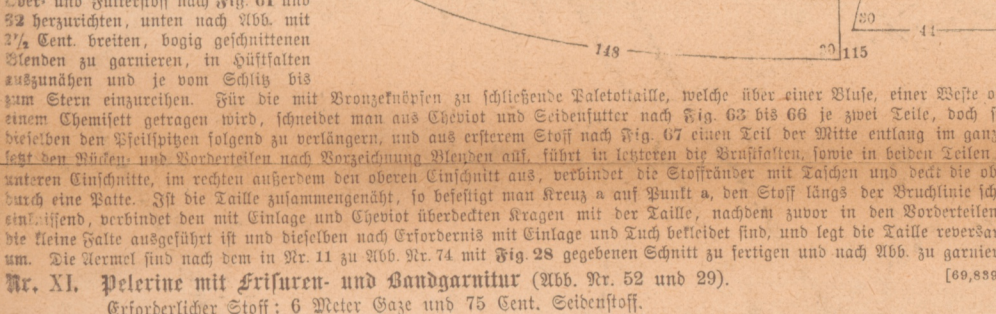 Ober- und Futterstoff nach Fig. 61 und
52 herzurichten, unten nach Abb. mit
2½ Cent. breiten, bogig geschnittenen
Blenden zu garnieren, in Hüftfalten
auszunähen und je vom Schlitz bis
zum Stern einzureihen. Für die mit Bronzeknöpfen zu schließende Paletottaille, welche über einer Bluse, einer Weste o
einem Chemisett getragen wird, schneidet man aus Cheviot und Seidenfutter nach Fig. 63 bis 66 je zwei Teile, doch s
dieselben den Pfeilspitzen folgend zu verlängern, und aus ersterem Stoff nach Fig. 67 einen Teil der Mitte entlang im ganz
setzt den Rücken- und Vorderteilen nach Vorzeichnung Blenden auf, führt in letzteren die Brustfalten, sowie in beiden Teilen
unteren Einschnitte, im rechten außerdem den oberen Einschnitt aus, verbindet die Stoffränder mit Taschen und deckt die ob
durch eine Patte. Ist die Taille zusammengenäht, so befestigt man Kreuz a auf Punkt a, den Stoff längs der Bruchlinie sch
einkneifend, verbindet den mit Einlage und Cheviot überdeckten Kragen mit der Taille, nachdem zuvor in den Vorderteilen
die kleine Falte ausgeführt ist und dieselben nach Erfordernis mit Einlage und Tuch bekleidet sind, und legt die Taille reversar
um. Die Aermel sind nach dem in Nr. 11 zu Abb. Nr. 74 mit Fig. 28 gegebenen Schnitt zu fertigen und nach Abb. zu garnier
Nr. XI. Pelerine mit Frisuren- und Bandgarnitur (Abb. Nr. 52 und 29). [69,839
Erforderlicher Stoff: 6 Meter Gaze und 75 Cent. Seidenstoff.
148
115
30
44